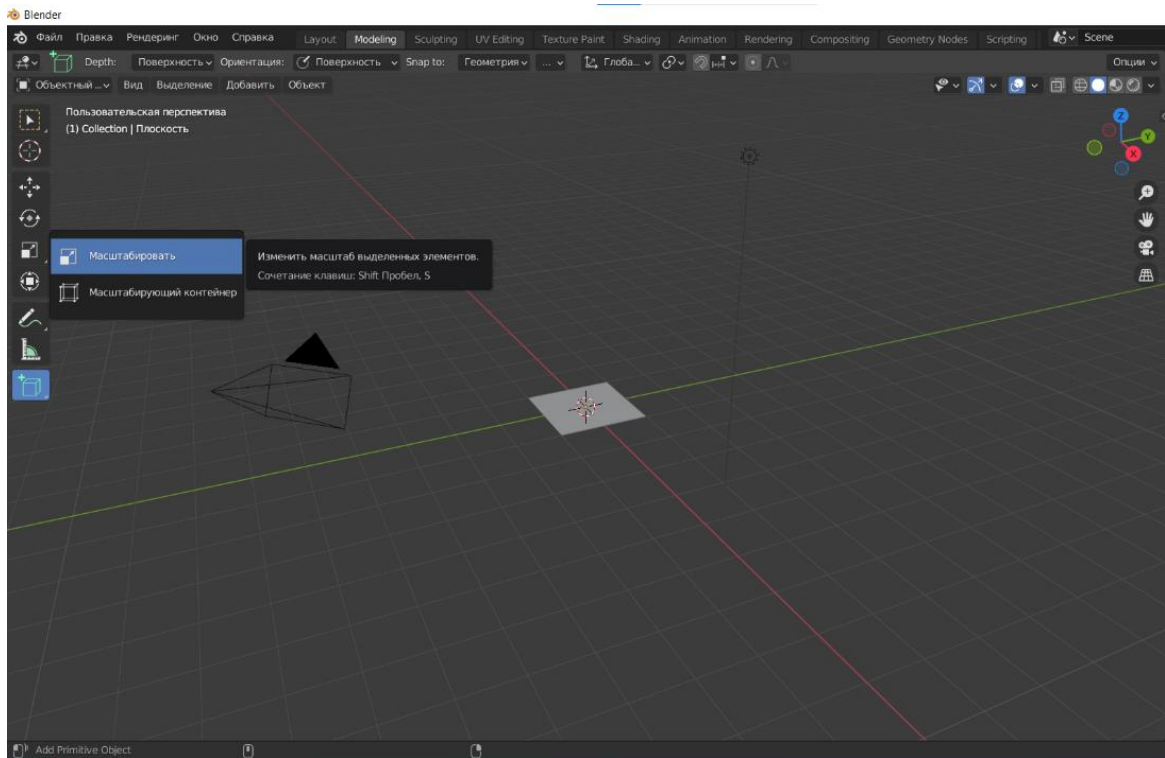 Blender
Файл Правка Рендеринг Окно Справка Layout Modeling Sculpting UV Editing Texture Paint Shading Animation Rendering Compositing Geometry Nodes Scripting Scene
Depth: Поверхность Ориентация: Поверхность Snap to: Геометрия ... Глоба... Опции
Объектный ... Вид Выделение Добавить Объект
Пользовательская перспектива
(1) Collection | Плоскость
Z
Y
X
Масштабировать
Масштабирующий контейнер
Изменить масштаб выделенных элементов.
Сочетание клавиш: Shift Пробел, S
Add Primitive Object